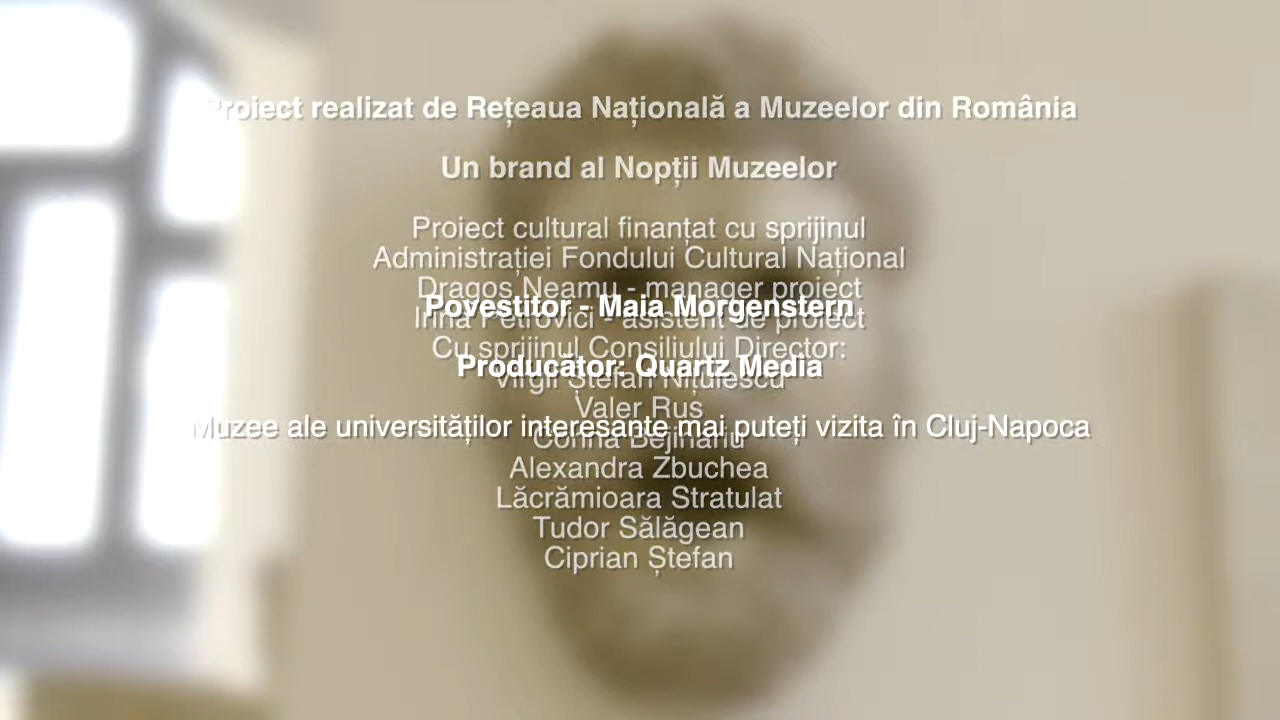 Proiect realizat de Rețeaua Națională a Muzeelor din România
Un brand al Nopții Muzeelor
Proiect cultural finanțat cu sprijinul
Administrației Fondului Cultural Național
Dragoș Neamu - manager proiect
Povestitor - Maia Morgenstern
Irina Petrovici - asistent de proiect
Cu sprijinul Consiliului Director:
Producător: Quartz Media
Virgil Ștefan Nițulescu
Valer Rus
Muzee ale universităților interesante mai puteți vizita în Cluj-Napoca
Corina Bejinariu
Alexandra Zbuchea
Lăcrămioara Stratulat
Tudor Sălăgean
Ciprian Ștefan